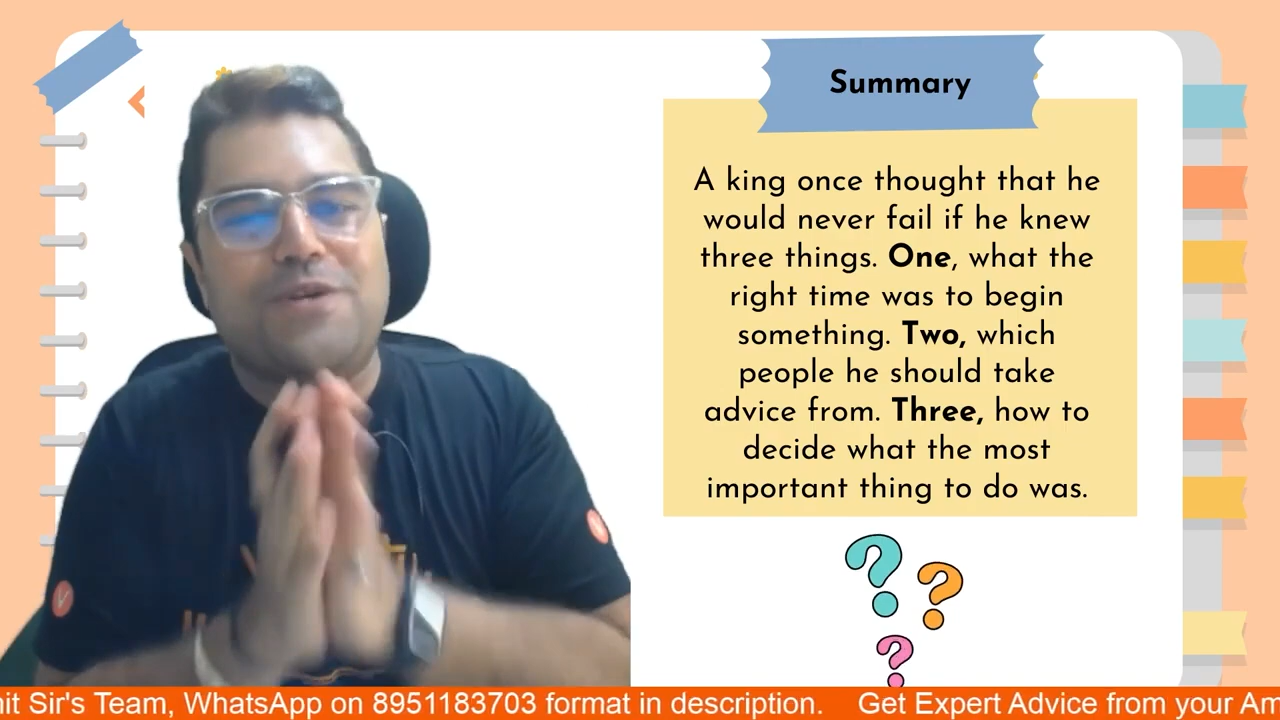 Summary
A king once thought that he
would never fail if he knew
three things. One, what the
right time was to begin
something. Two, which
people he should take
advice from. Three, how to
decide what the most
important thing to do was.
nit Sir's Team, WhatsApp on 8951183703 format in description. Get Expert Advice from your Am